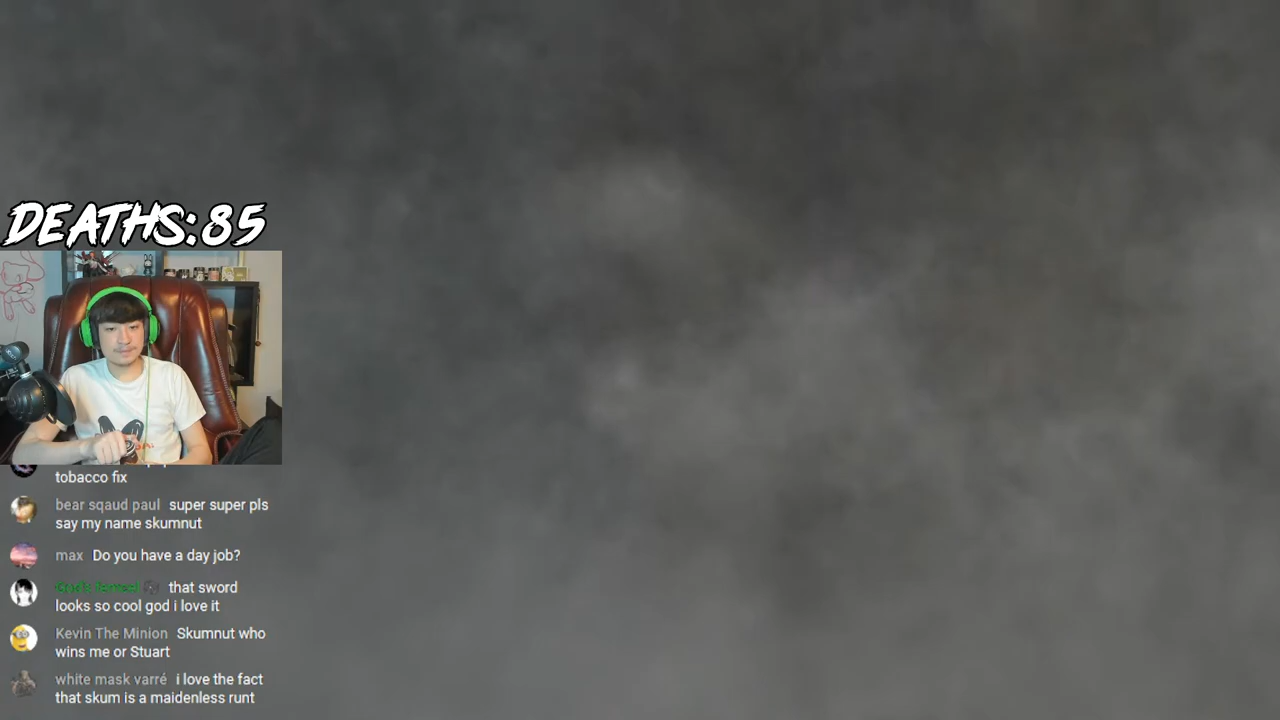 DEATHS:85
tobacco fix
bear sqaud paul super super pls
say my name skumnut
max Do you have a day job?
that sword
looks so cool god i love it
Kevin The Minion Skumnut who
wins me or Stuart
white mask varré i love the fact
that skum is a maidenless runt